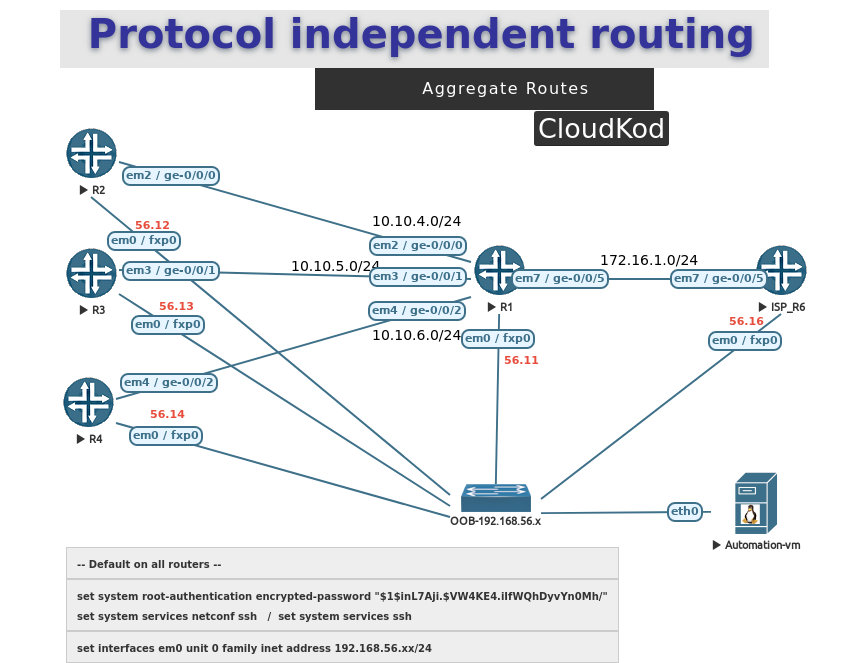 Protocol independent routing
Aggregate Routes
CloudKod
em2 / ge-0/0/0
R2
10.10.4.0/24
56.12
em0 / fxp0
em2 / ge-0/0/0
em3 / ge-0/0/1
10.10.5.0/24
em3 / ge-0/0/1
172.16.1.0/24
em7 / ge-0/0/5
em7 / ge-0/0/5
R3
56.13
em4 / ge-0/0/2
R1
ISP_R6
em0 / fxp0
10.10.6.0/24
em0 / fxp0
56.16
em0 / fxp0
56.11
em4 / ge-0/0/2
56.14
em0 / fxp0
R4
OOB-192.168.56.x
eth0
Automation-vm
-- Default on all routers --
set system root-authentication encrypted-password "$1$inL7Aji.$VW4KE4.iIfWQhDyvYn0Mh/"
set system services netconf ssh / set system services ssh
set interfaces em0 unit 0 family inet address 192.168.56.xx/24